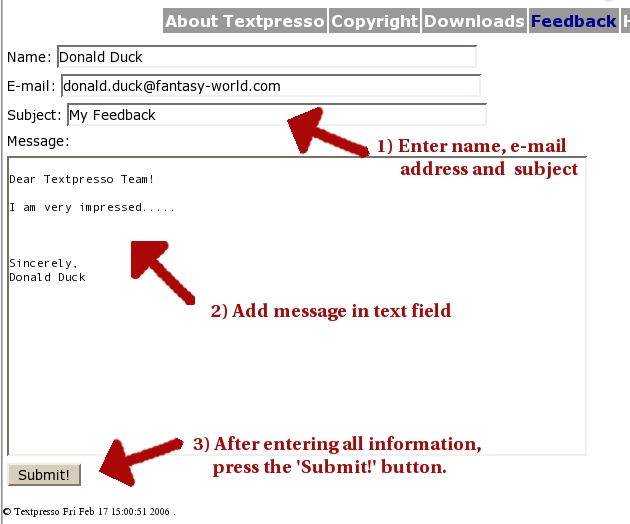 About Textpresso Copyright Downloads Feedback H
Name: Donald Duck
E-mail: donald.duck@fantasy-world.com
Subject: My Feedback
1) Enter name, e-mail
address and subject
Message:
Dear Textpresso Team!
I am very impressed.....
Sincerely,
Donald Duck
2) Add message in text field
3) After entering all information,
press the 'Submit!' button.
Submit!
© Textpresso Fri Feb 17 15:00:51 2006 .